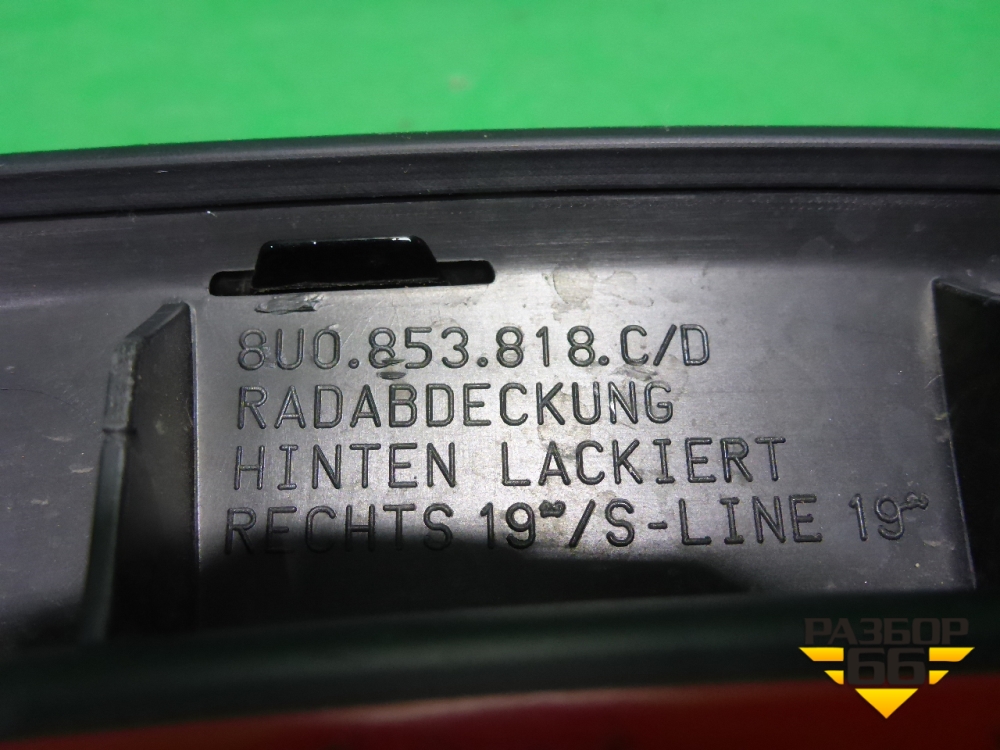 8U0.853.818.C/D
RADABDECKUNG
HINTEN LACKIERT
RECHTS 19"/S-LINE 19"
РАЗБОР
66